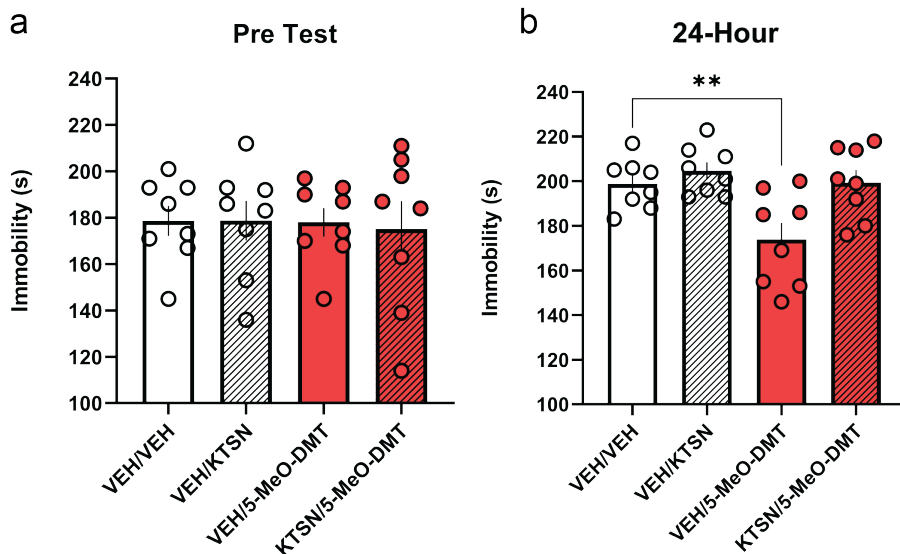 a
Pre Test
Immobility (s)
240
220
200
180
160
140
120
100
VEH/VEH
VEH/KTSN
VEH/5-MeO-DMT
KTSN/5-MeO-DMT
b
24-Hour
**
Immobility (s)
240
220
200
180
160
140
120
100
VEH/VEH
VEH/KTSN
VEH/5-MeO-DMT
KTSN/5-MeO-DMT